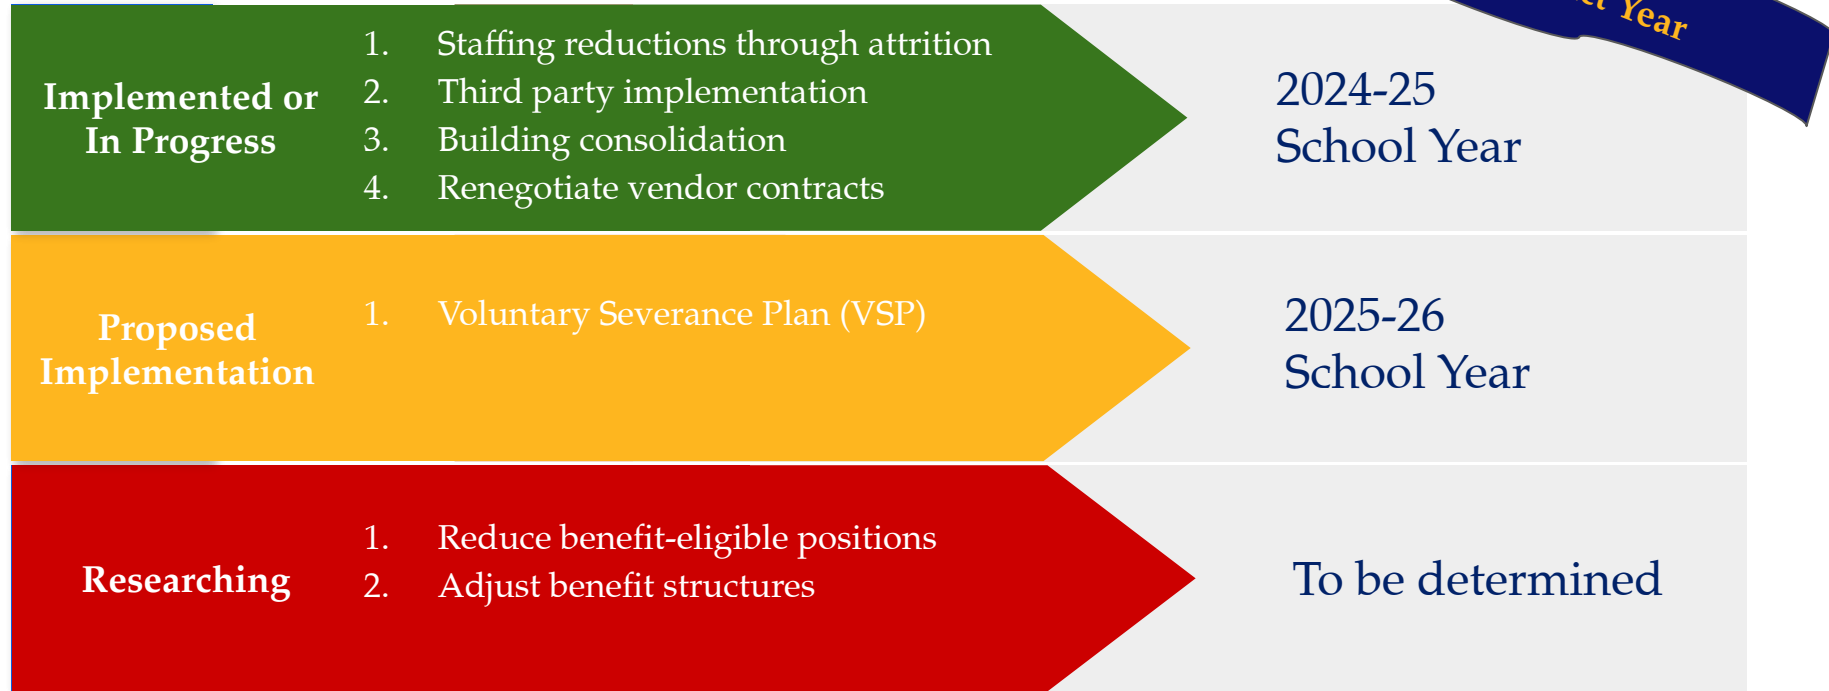 Year
Implemented or
In Progress
1. Staffing reductions through attrition
2. Third party implementation
3. Building consolidation
4. Renegotiate vendor contracts
2024-25
School Year
Proposed
Implementation
1. Voluntary Severance Plan (VSP)
2025-26
School Year
Researching
1. Reduce benefit-eligible positions
2. Adjust benefit structures
To be determined